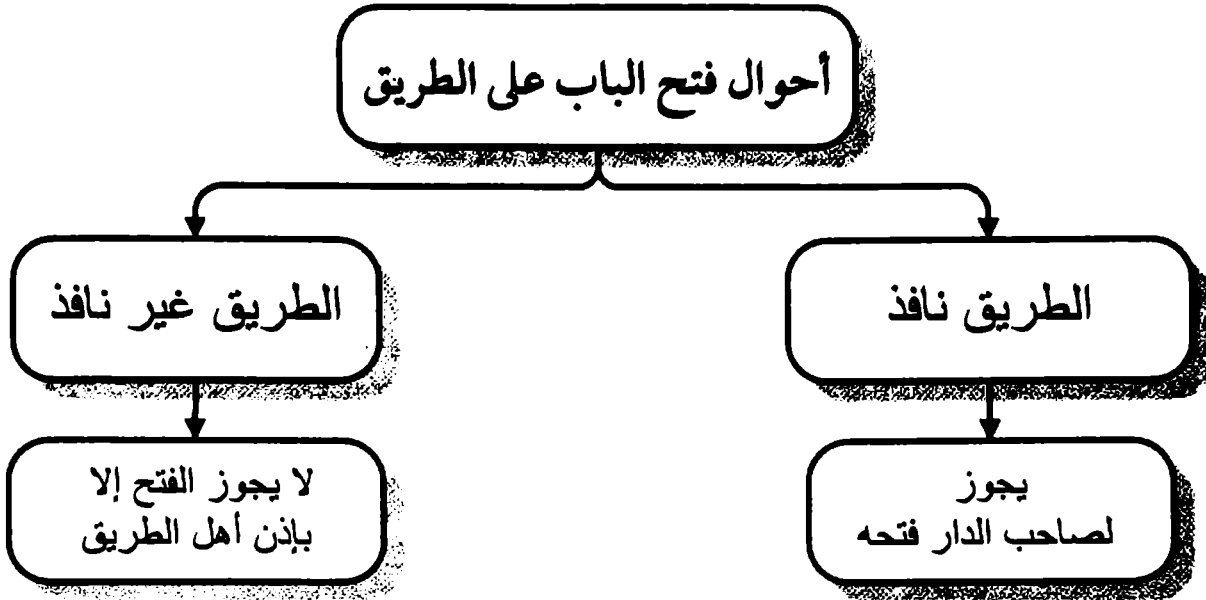 أحوال فتح الباب على الطريق
الطريق نافذ
الطريق غير نافذ
يجوز
لصاحب الدار فتحه
لا يجوز الفتح إلا
بإذن أهل الطريق